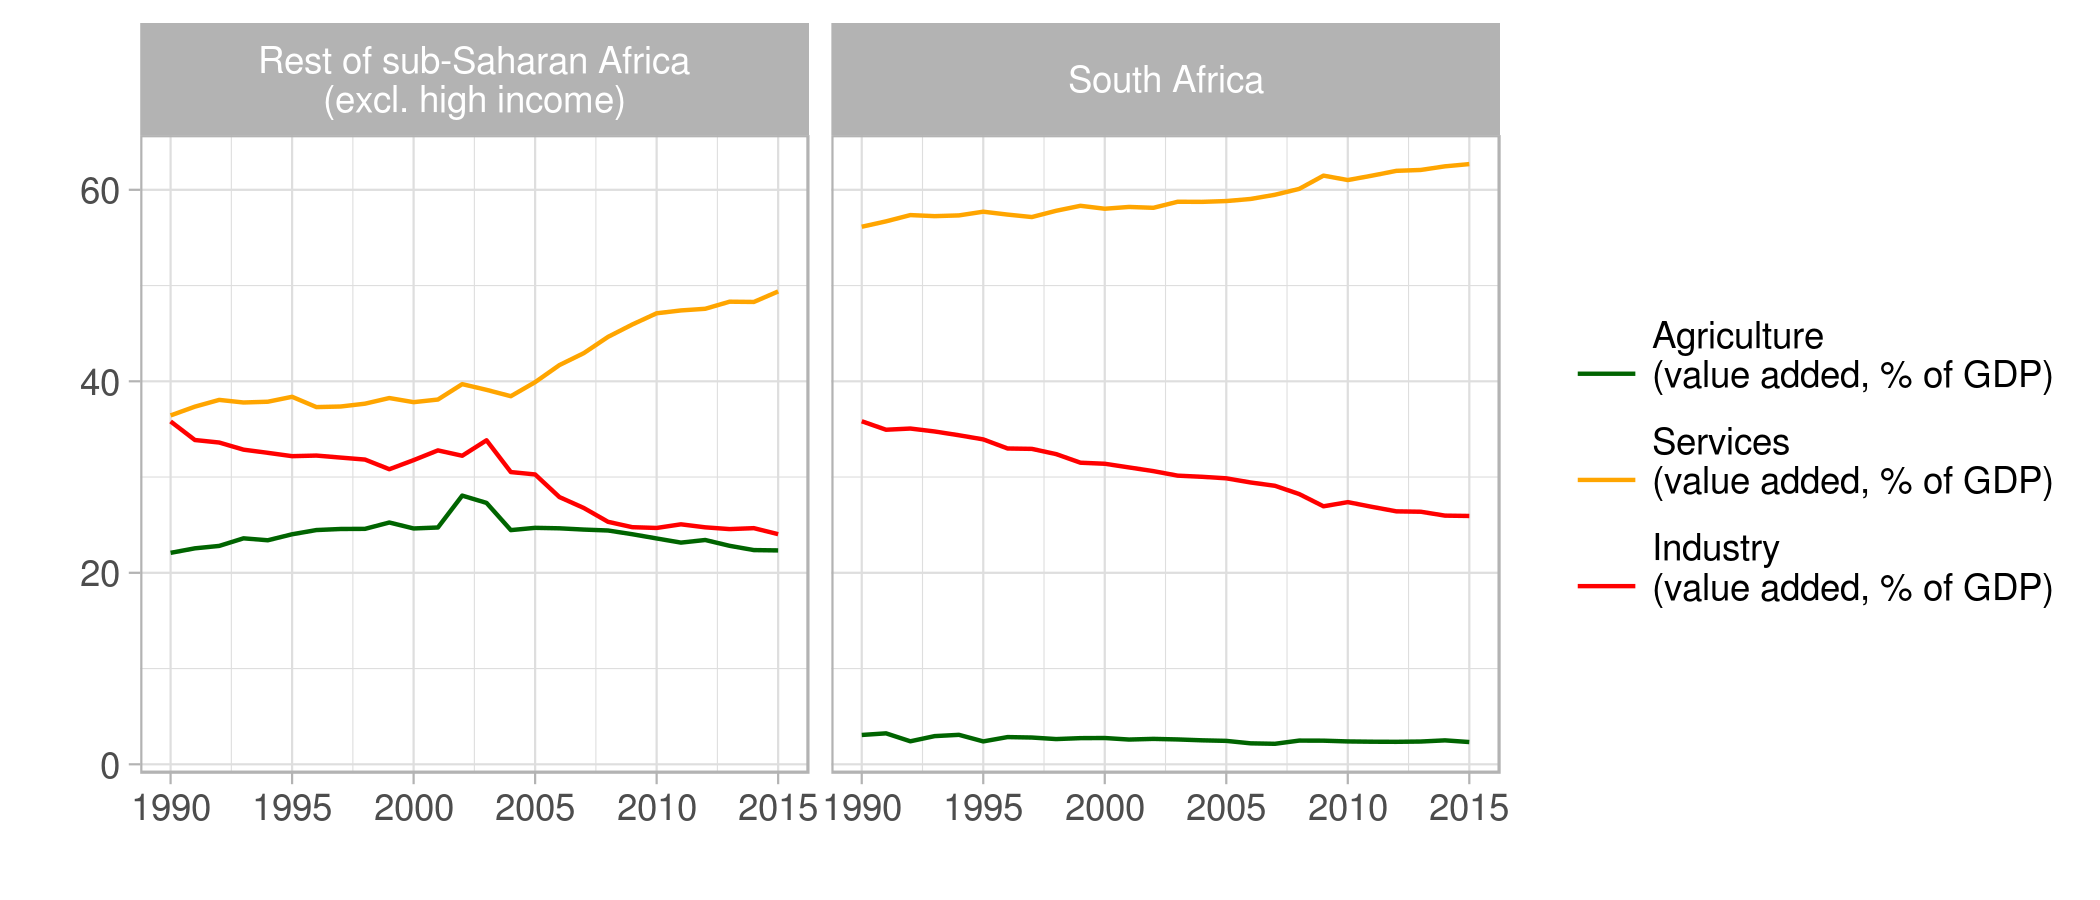 Rest of sub-Saharan Africa
(excl. high income)
South Africa
60
40
20
0
1990 1995 2000 2005 2010 2015
1990 1995 2000 2005 2010 2015
Agriculture
(value added, % of GDP)
Services
(value added, % of GDP)
Industry
(value added, % of GDP)